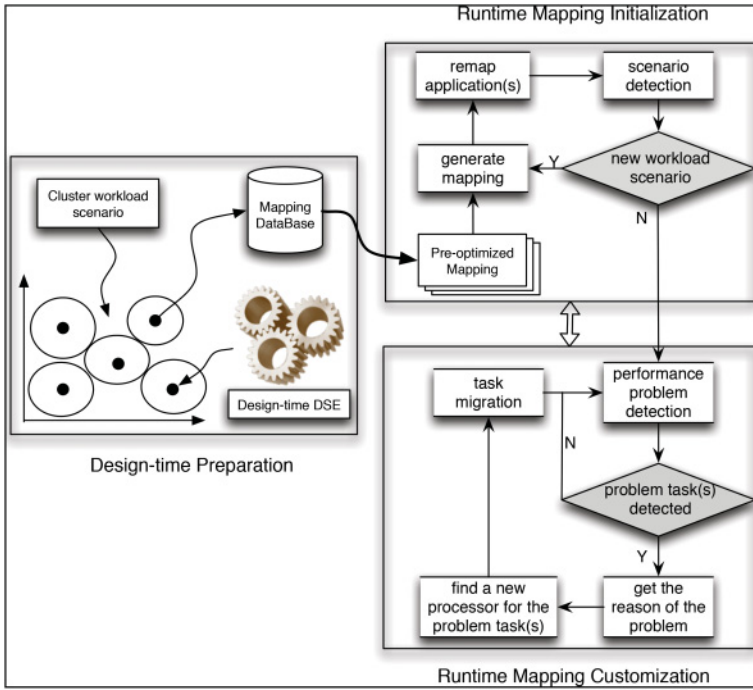 Runtime Mapping Initialization
remap
application(s)
scenario
detection
generate
mapping
Y
new workload
scenario
N
Pre-optimized
Mapping
Cluster workload
scenario
Mapping
DataBase
Design-time DSE
Design-time Preparation
task
migration
performance
problem
detection
N
problem task(s)
detected
Y
find a new
processor for the
problem task(s)
get the
reason of the
problem
Runtime Mapping Customization